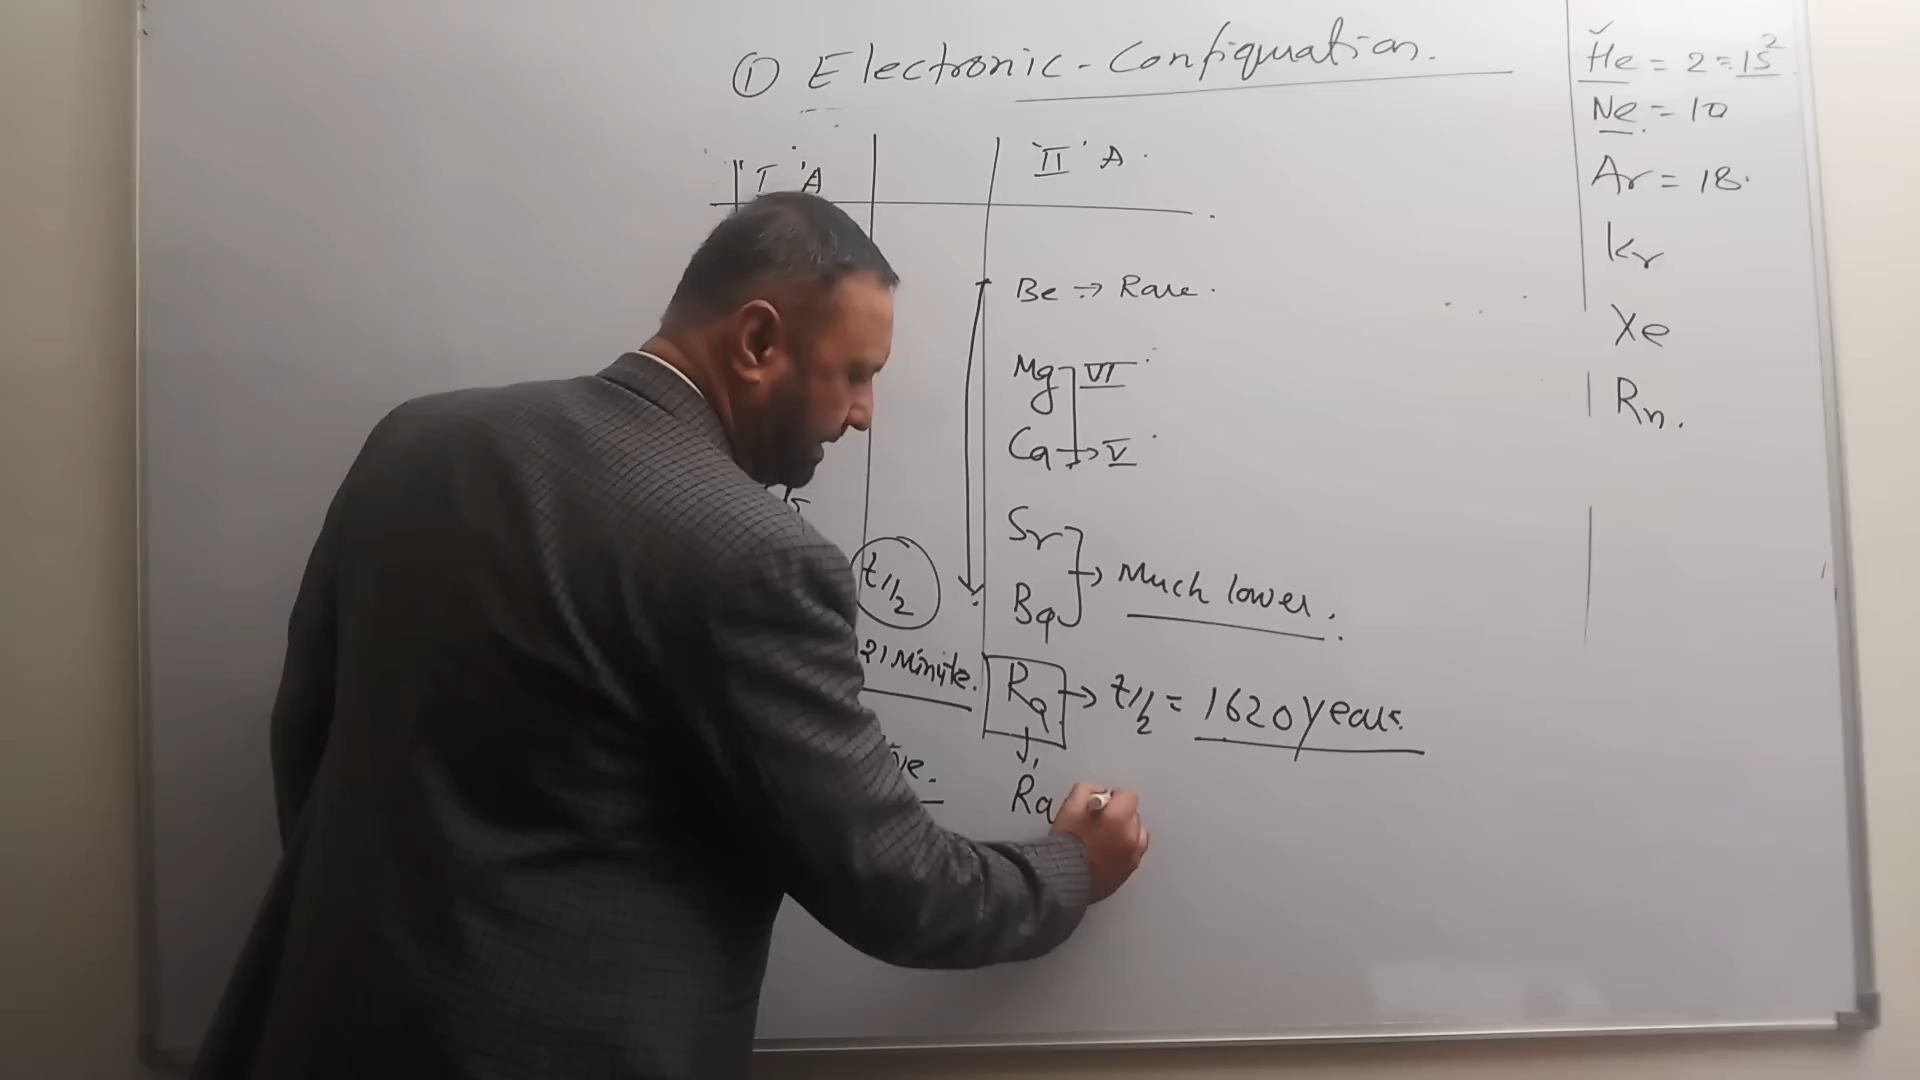 ① Electronic-Configuration.
I A
II A
Be → Rare.
Mg VI
Ca → V
Sr
Ba
→ Much lower.
t1/2
21 Minute.
Ra → t1/2 = 1620 years.
Ra
He = 2 = 1S²
Ne = 10
Ar = 18.
Kr
Xe
Rn.